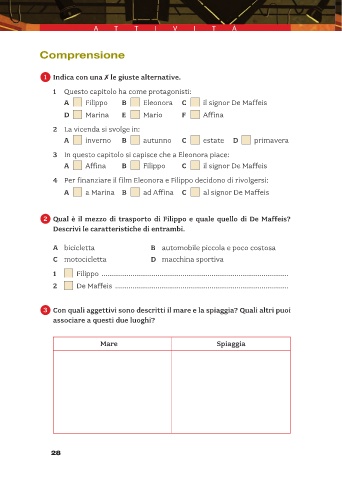 ATTIVITÀ
Comprensione
1 Indica con una ✗ le giuste alternative.
1 Questo capitolo ha come protagonisti:
A Filippo B Eleonora C il signor De Maffeis
D Marina E Mario F Affina
2 La vicenda si svolge in:
A inverno B autunno C estate D primavera
3 In questo capitolo si capisce che a Eleonora piace:
A Affina B Filippo C il signor De Maffeis
4 Per finanziare il film Eleonora e Filippo decidono di rivolgersi:
A a Marina B ad Affina C al signor De Maffeis
2 Qual è il mezzo di trasporto di Filippo e quale quello di De Maffeis?
Descrivi le caratteristiche di entrambi.
A bicicletta B automobile piccola e poco costosa
C motocicletta D macchina sportiva
1 Filippo
2 De Maffeis
3 Con quali aggettivi sono descritti il mare e la spiaggia? Quali altri puoi
associare a questi due luoghi?
Mare Spiaggia
28